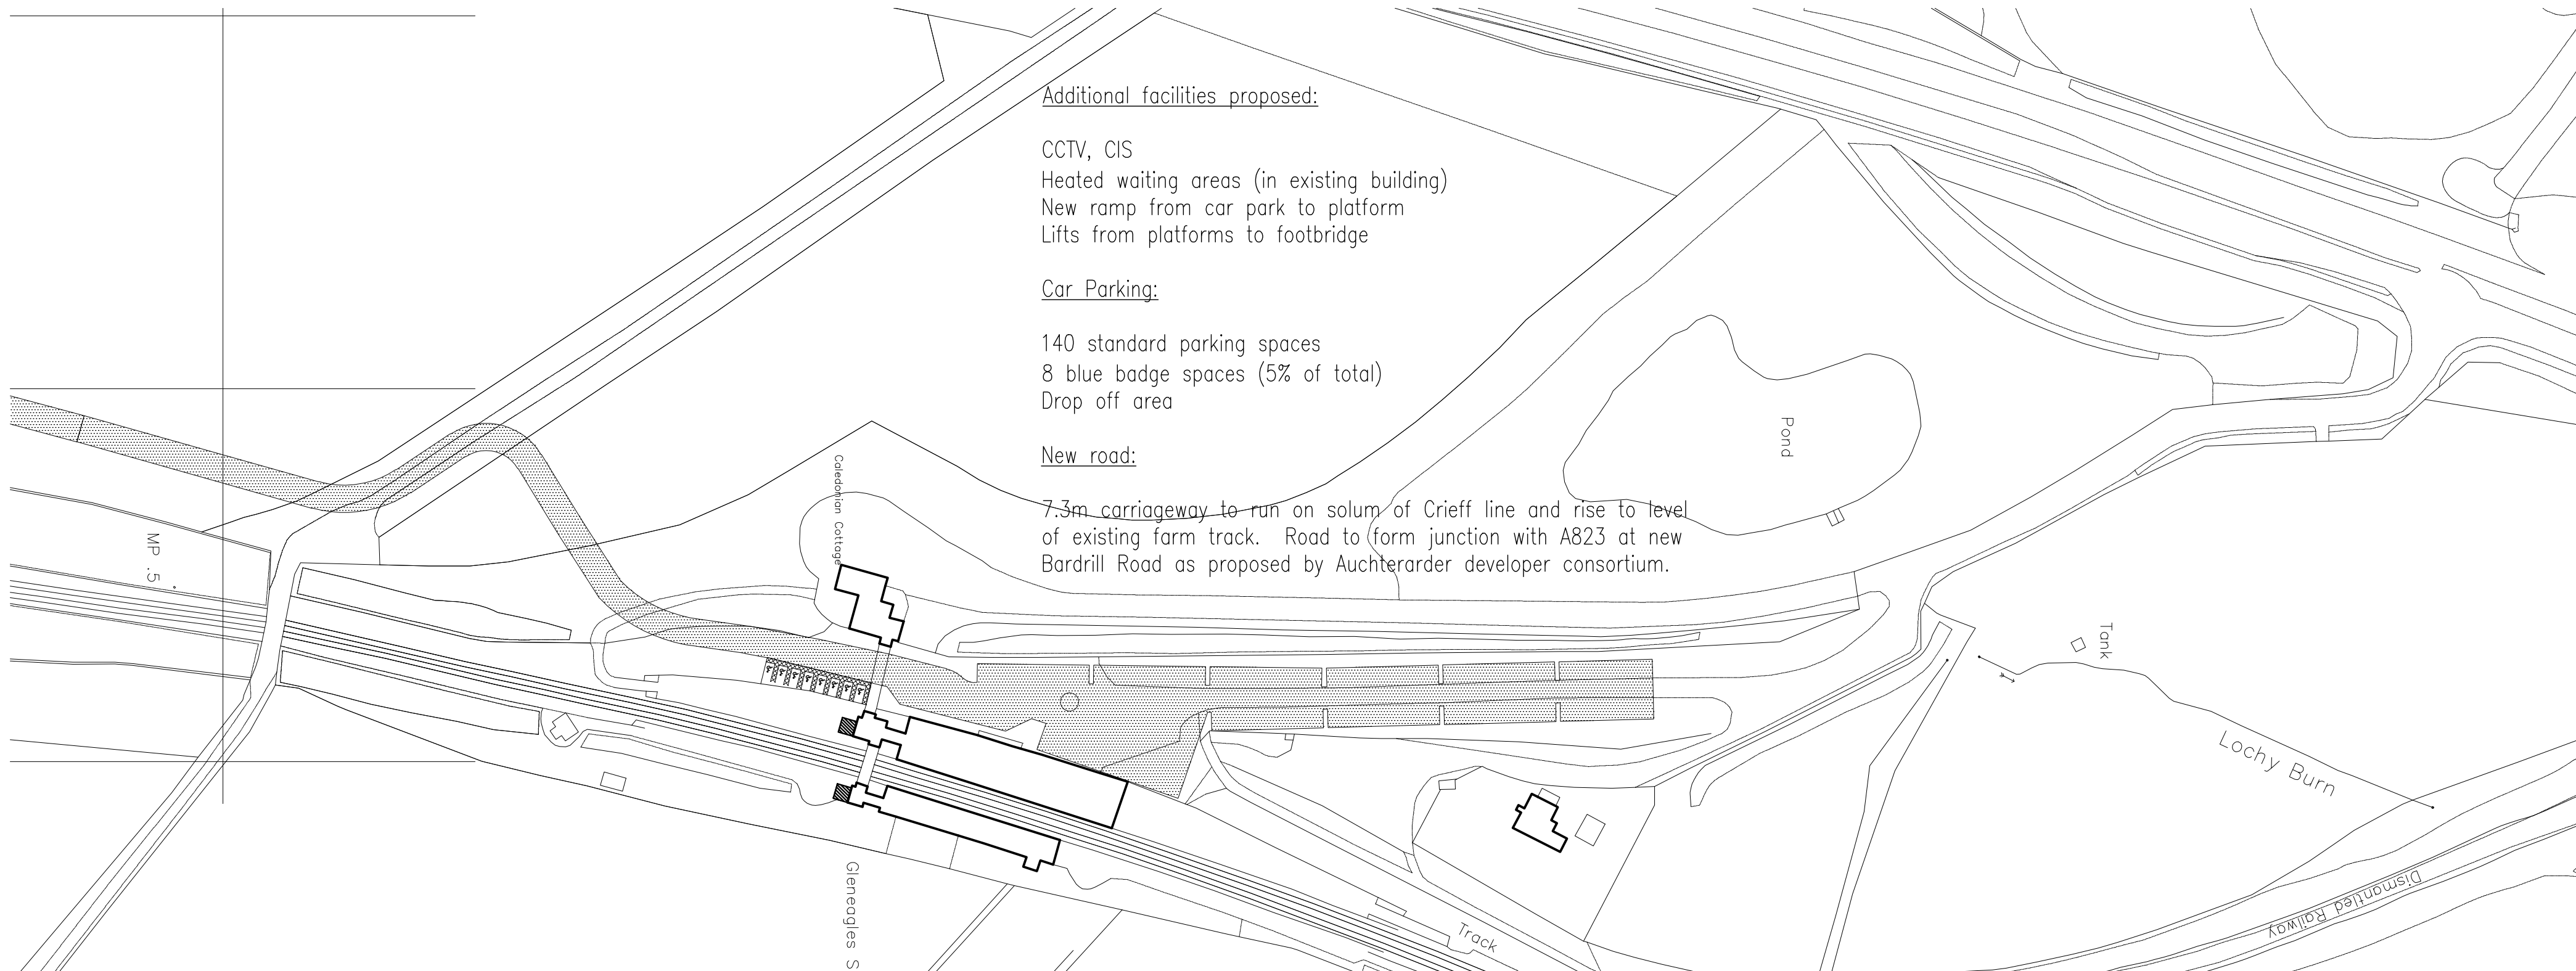 Additional facilities proposed:
CCTV, CIS
Heated waiting areas (in existing building)
New ramp from car park to platform
Lifts from platforms to footbridge
Car Parking:
140 standard parking spaces
8 blue badge spaces (5% of total)
Drop off area
New road:
7.3m carriageway to run on solum of Crieff line and rise to level
of existing farm track. Road to form junction with A823 at new
Bardrill Road as proposed by Auchterarder developer consortium.
Pond
Caledonian Cottage
MP .5
Tank
Lochy Burn
Gleneagles S
Track
Dismantled Railway